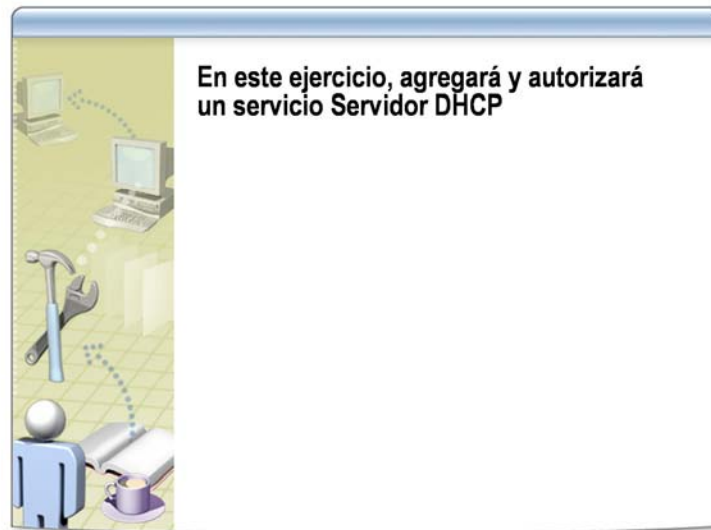 En este ejercicio, agregará y autorizará
un servicio Servidor DHCP